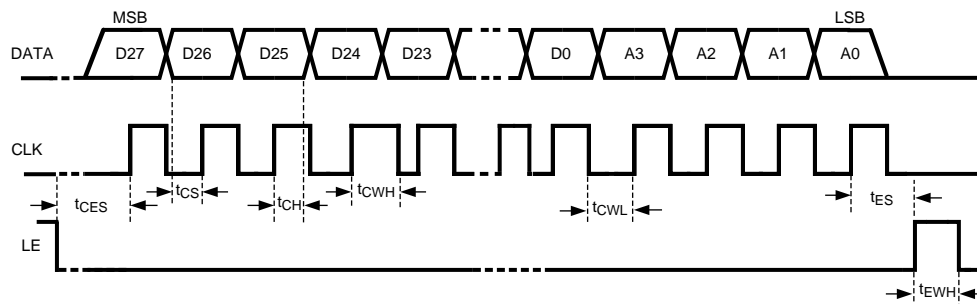 MSB LSB
DATA D27 D26 D25 D24 D23 D0 A3 A2 A1 A0
CLK
tCES tCS tCH tCWH tCWL tES
LE
tEWH